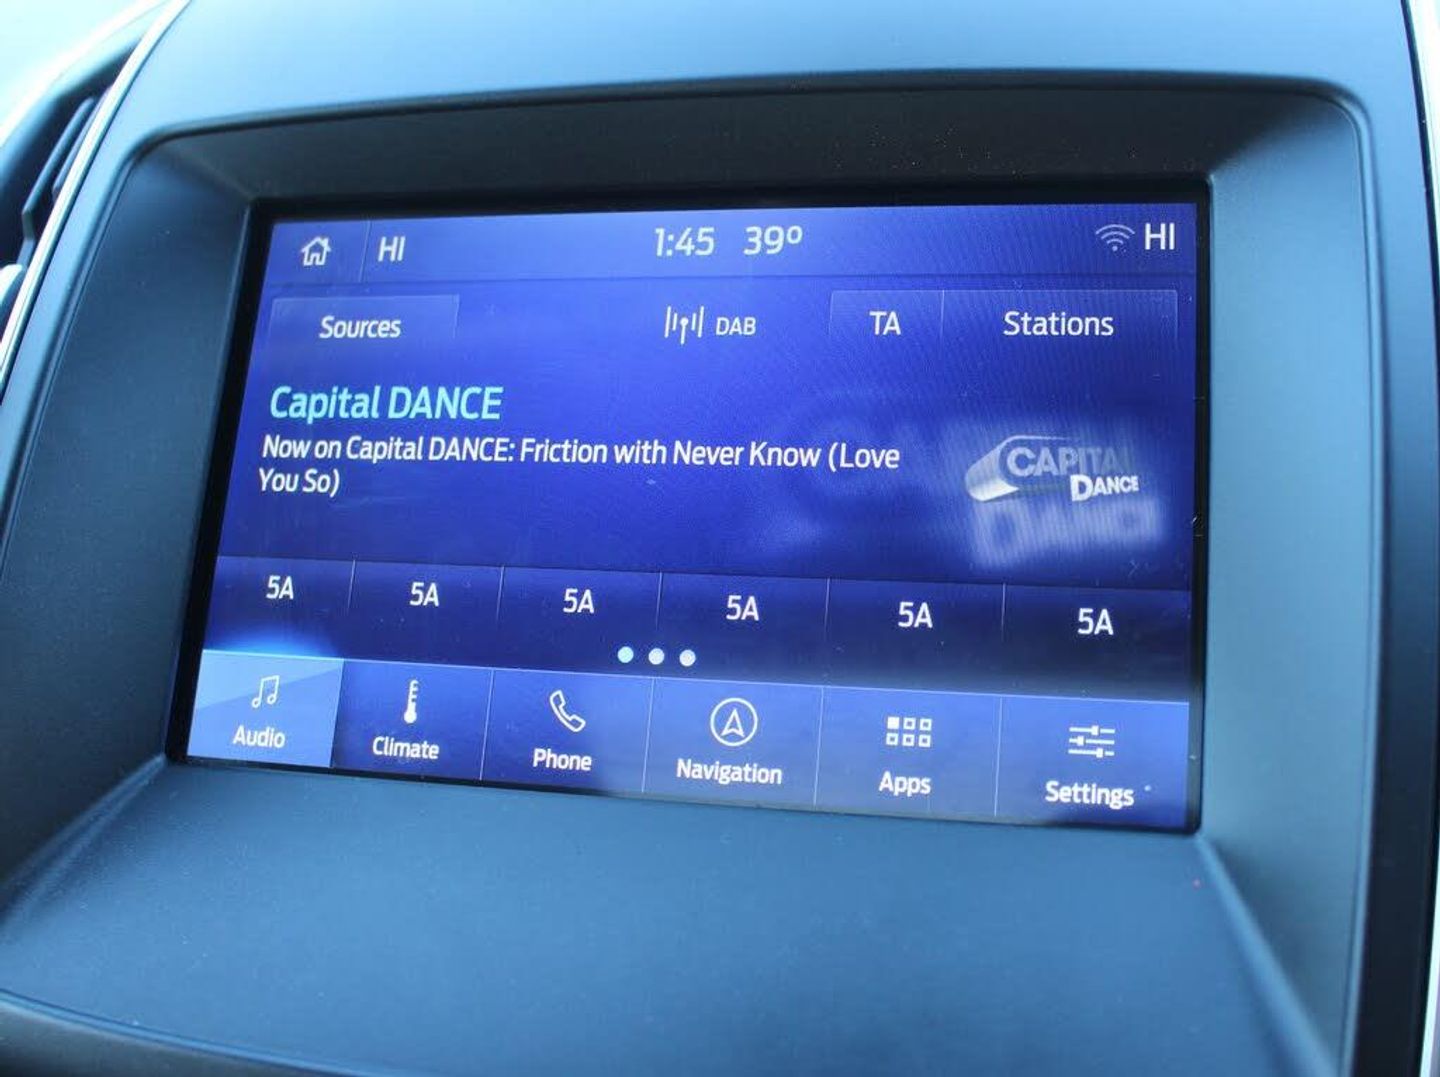 HI 1:45 39º HI
Sources DAB TA Stations
Capital DANCE
Now on Capital DANCE: Friction with Never Know (Love
You So)
CAPITAL
DANCE
5A 5A 5A 5A 5A 5A
Audio Climate Phone Navigation Apps Settings